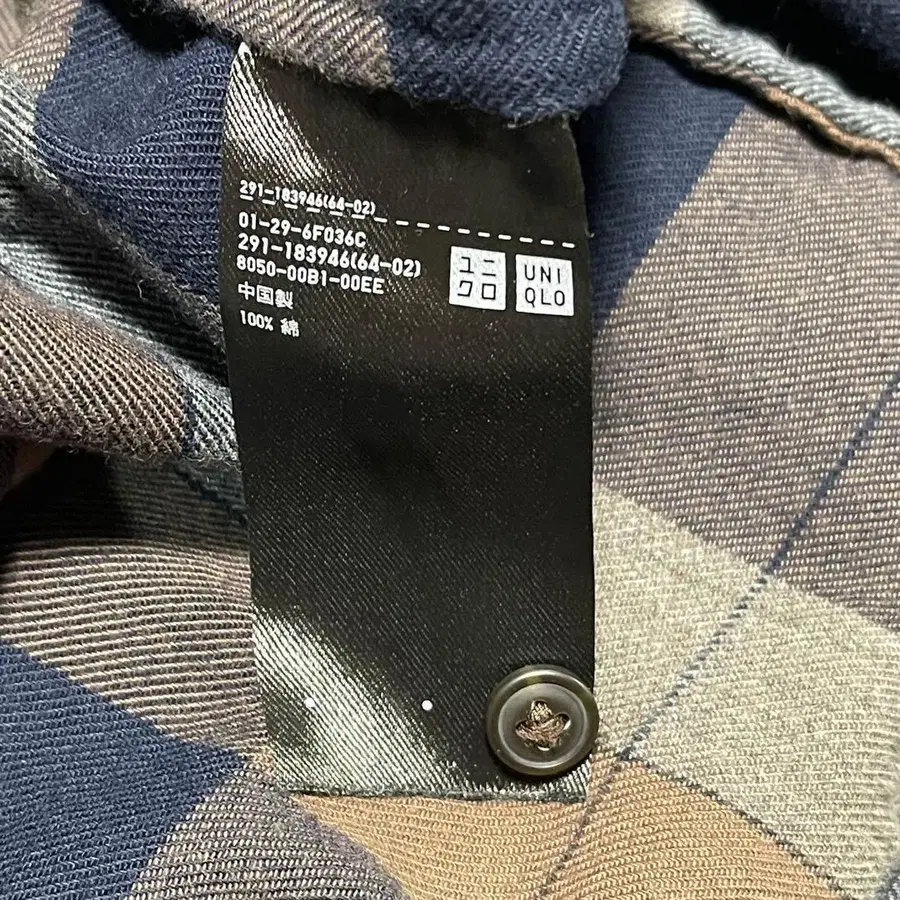 291-183946(64-02)
01-29-6F036C
291-183946(64-02)
8050-00B1-00EE
中国製
100% 綿
ユニ
クロ
UNI
QLO